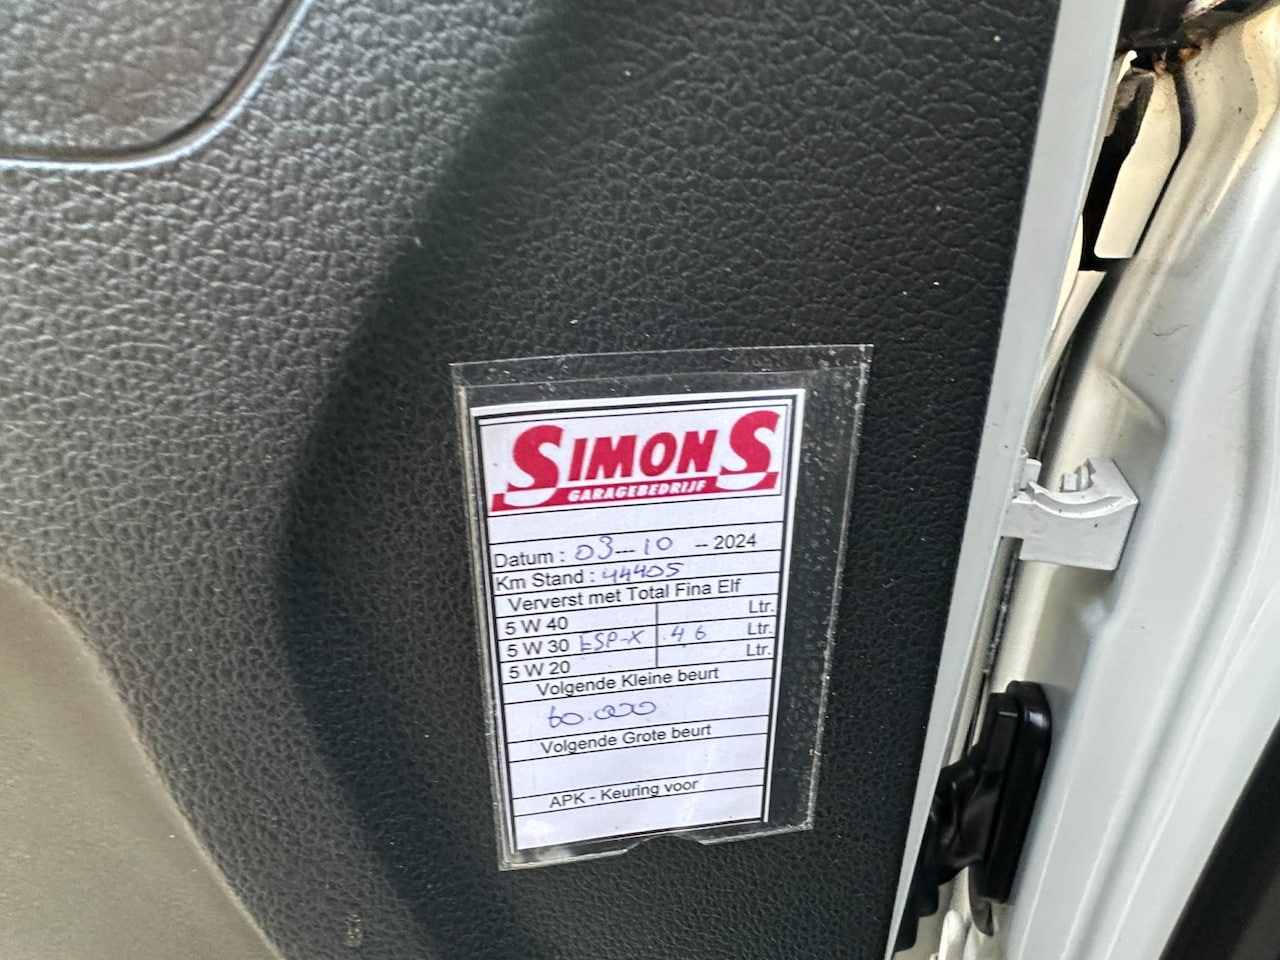 SIMONS
GARAGEBEDRIJF
Datum : 03-10 - 2024
Km Stand : 44405
Ververst met Total Fina Elf
5 W 40 Ltr.
5 W 30 ESP-X 4 6 Ltr.
5 W 20 Ltr.
Volgende Kleine beurt
60.000
Volgende Grote beurt
APK - Keuring voor